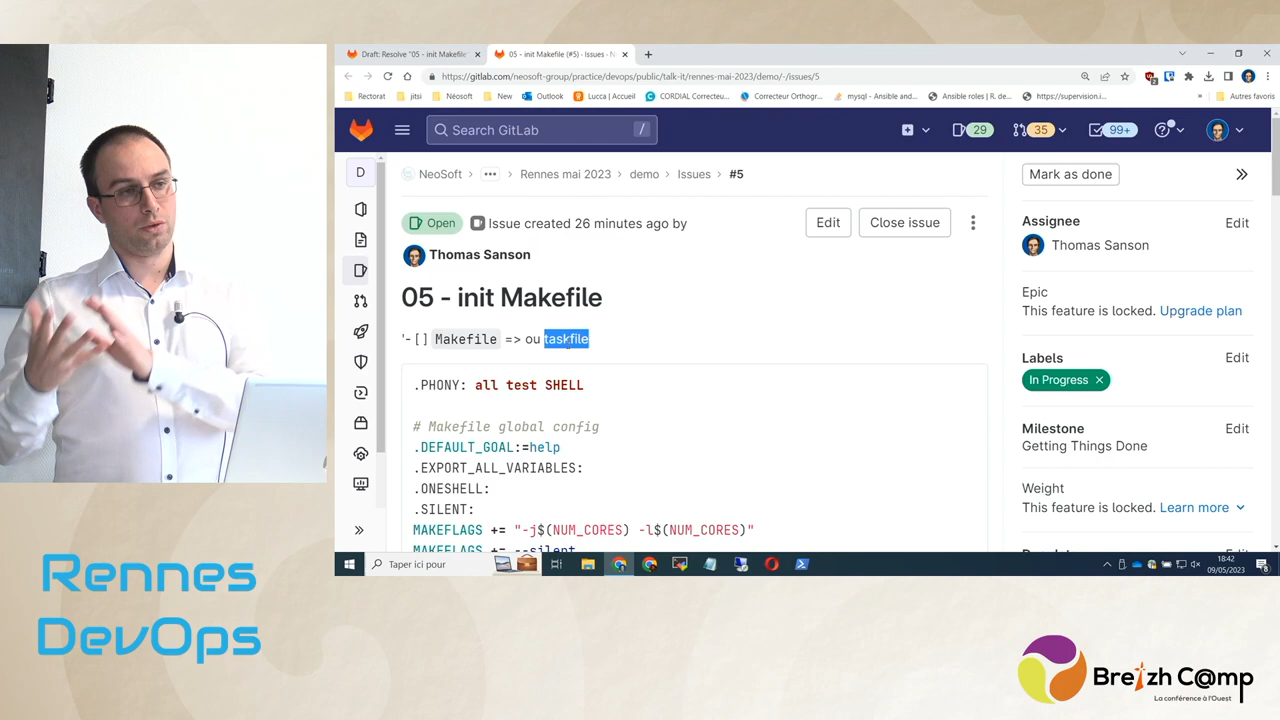 Draft: Resolve "05 - init Makefile"
05 - init Makefile (#5) · Issues · N
https://gitlab.com/neosoft-group/practice/devops/public/talk-it/rennes-mai-2023/demo/-/issues/5
Rectorat
jitsi
Néosoft
New
Outlook
Lucca | Accueil
CORDIAL Correcteu...
Correcteur Orthogr...
mysql - Ansible and...
Ansible roles | R. de...
https://supervision.i...
»
Autres favoris
Search GitLab
/
29
35
99+
D
NeoSoft
Rennes mai 2023
demo
Issues
#5
Mark as done
Open
Issue created 26 minutes ago by
Thomas Sanson
Edit
Close issue
Assignee
Edit
Thomas Sanson
05 - init Makefile
Epic
This feature is locked. Upgrade plan
'- [ ] Makefile => ou taskfile
Labels
Edit
In Progress
.PHONY: all test SHELL
# Makefile global config
.DEFAULT_GOAL:=help
.EXPORT_ALL_VARIABLES:
.ONESHELL:
.SILENT:
MAKEFLAGS += "-j$(NUM_CORES) -l$(NUM_CORES)"
MAKEFLAGS += --silent
Milestone
Edit
Getting Things Done
Weight
This feature is locked. Learn more
Taper ici pour
18:42
09/05/2023
8
Rennes
DevOps
Breizh C@mp
La conférence à l'Ouest